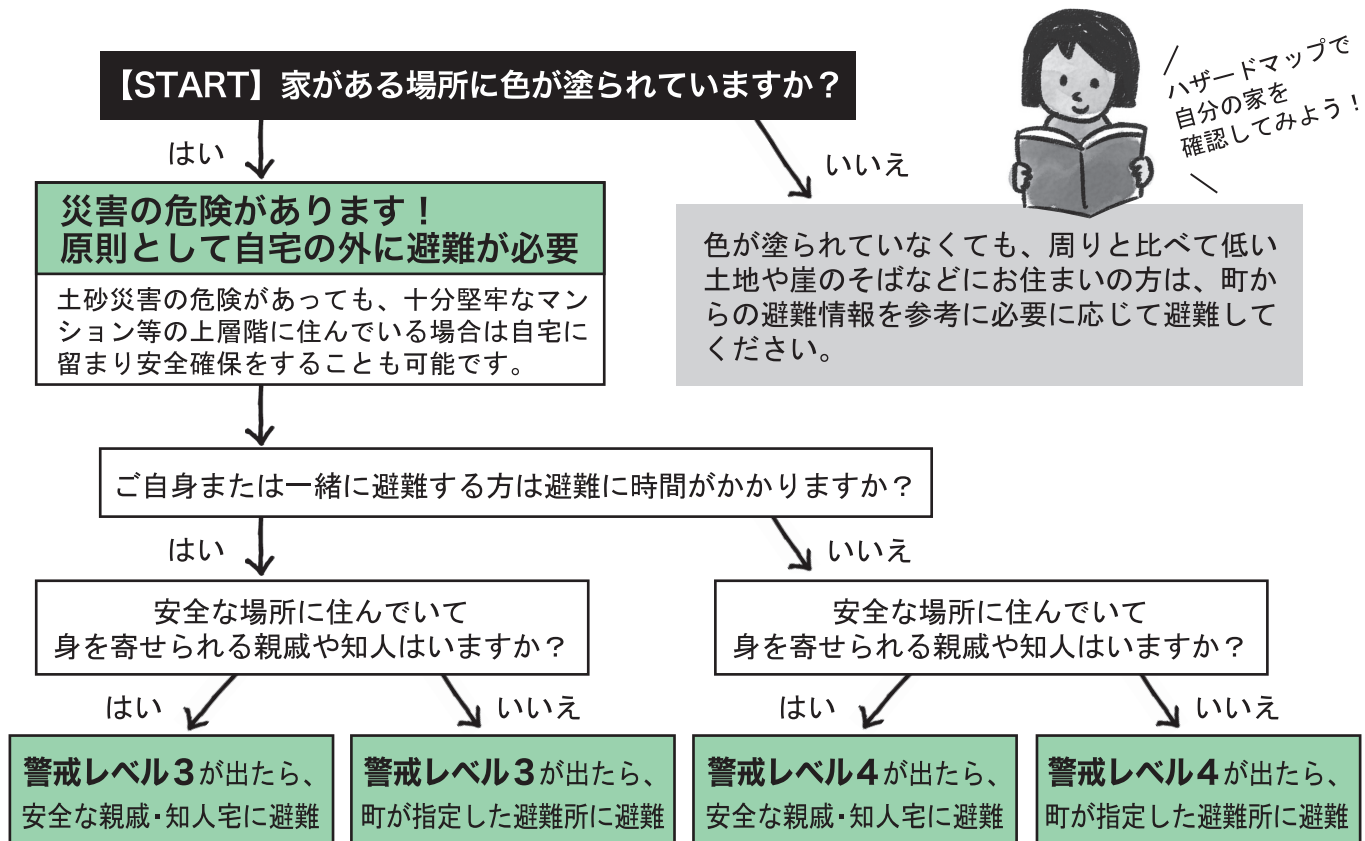 【START】家がある場所に色が塗られていますか？
ハザードマップで
自分の家を
確認してみよう！
はい
いいえ
災害の危険があります！
原則として自宅の外に避難が必要
土砂災害の危険があっても、十分堅牢なマン
ション等の上層階に住んでいる場合は自宅に
留まり安全確保をすることも可能です。
色が塗られていなくても、周りと比べて低い
土地や崖のそばなどにお住まいの方は、町か
らの避難情報を参考に必要に応じて避難して
ください。
ご自身または一緒に避難する方は避難に時間がかかりますか？
はい
いいえ
安全な場所に住んでいて
身を寄せられる親戚や知人はいますか？
安全な場所に住んでいて
身を寄せられる親戚や知人はいますか？
はい
いいえ
はい
いいえ
警戒レベル３が出たら、
安全な親戚・知人宅に避難
警戒レベル３が出たら、
町が指定した避難所に避難
警戒レベル４が出たら、
安全な親戚・知人宅に避難
警戒レベル４が出たら、
町が指定した避難所に避難